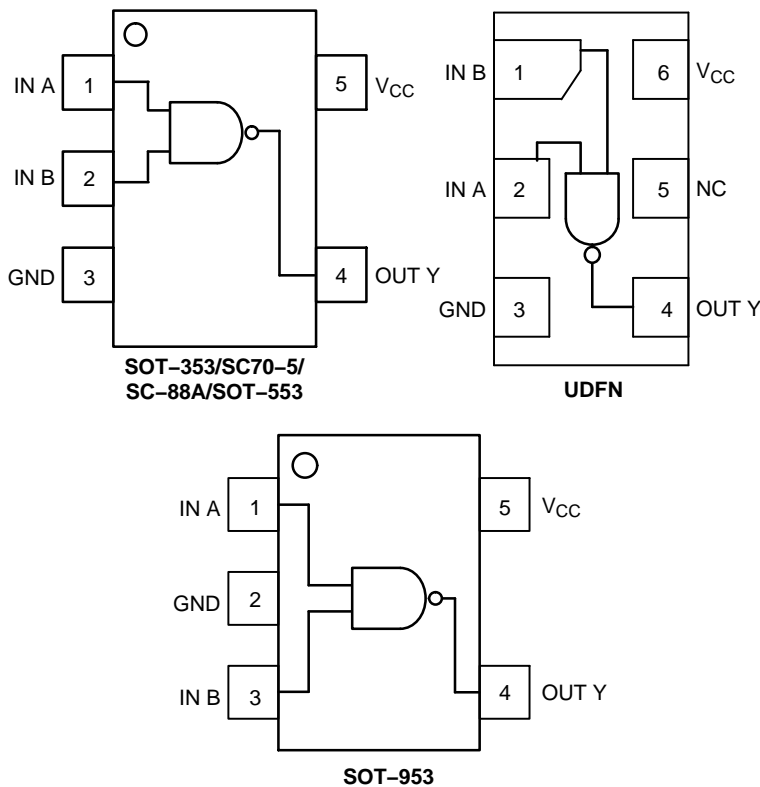 IN A 1 5 VCC
IN B 2
GND 3 4 OUT Y
SOT–353/SC70–5/
SC–88A/SOT–553
IN B 1 6 VCC
IN A 2 5 NC
GND 3 4 OUT Y
UDFN
IN A 1 5 VCC
GND 2
IN B 3 4 OUT Y
SOT–953